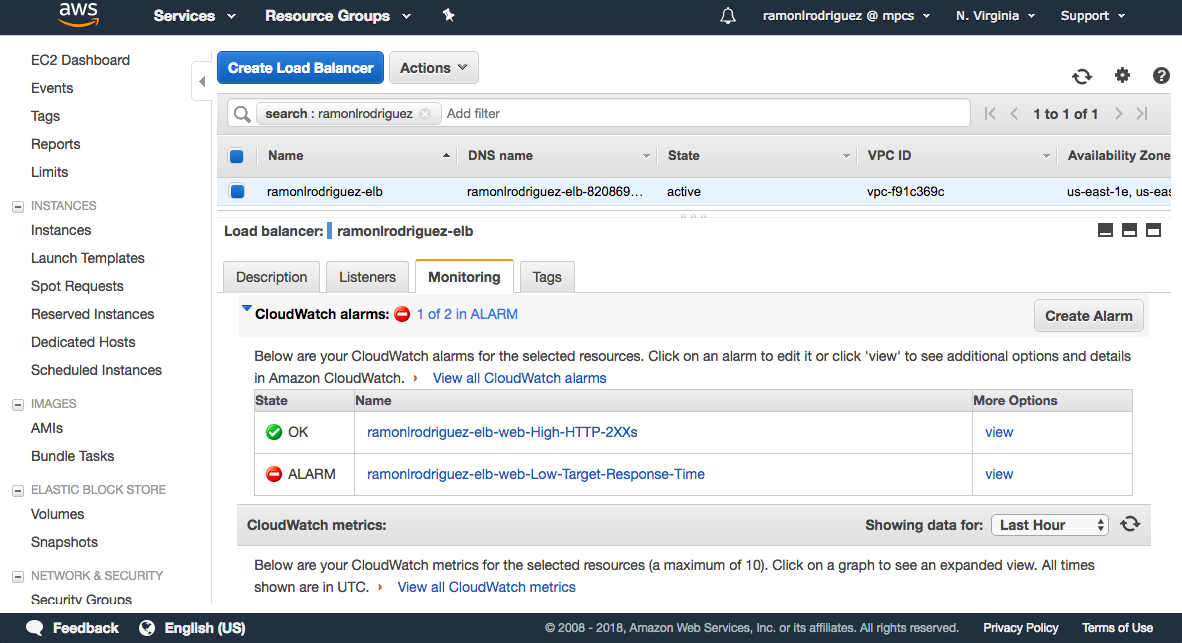 aws
Services Resource Groups ramonlrodriguez @ mpcs N. Virginia Support
EC2 Dashboard
Events
Tags
Reports
Limits
INSTANCES
Instances
Launch Templates
Spot Requests
Reserved Instances
Dedicated Hosts
Scheduled Instances
IMAGES
AMIs
Bundle Tasks
ELASTIC BLOCK STORE
Volumes
Snapshots
NETWORK & SECURITY
Security Groups
Create Load Balancer Actions
search : ramonlrodriguez Add filter 1 to 1 of 1
Name DNS name State VPC ID Availability Zone
ramonlrodriguez-elb ramonlrodriguez-elb-820869... active vpc-f91c369c us-east-1e, us-eas
Load balancer: ramonlrodriguez-elb
Description Listeners Monitoring Tags
CloudWatch alarms: 1 of 2 in ALARM Create Alarm
Below are your CloudWatch alarms for the selected resources. Click on an alarm to edit it or click 'view' to see additional options and details
in Amazon CloudWatch. › View all CloudWatch alarms
State Name More Options
OK ramonlrodriguez-elb-web-High-HTTP-2XXs view
ALARM ramonlrodriguez-elb-web-Low-Target-Response-Time view
CloudWatch metrics: Showing data for: Last Hour
Below are your CloudWatch metrics for the selected resources (a maximum of 10). Click on a graph to see an expanded view. All times
shown are in UTC. › View all CloudWatch metrics
Feedback English (US) © 2008 - 2018, Amazon Web Services, Inc. or its affiliates. All rights reserved. Privacy Policy Terms of Use